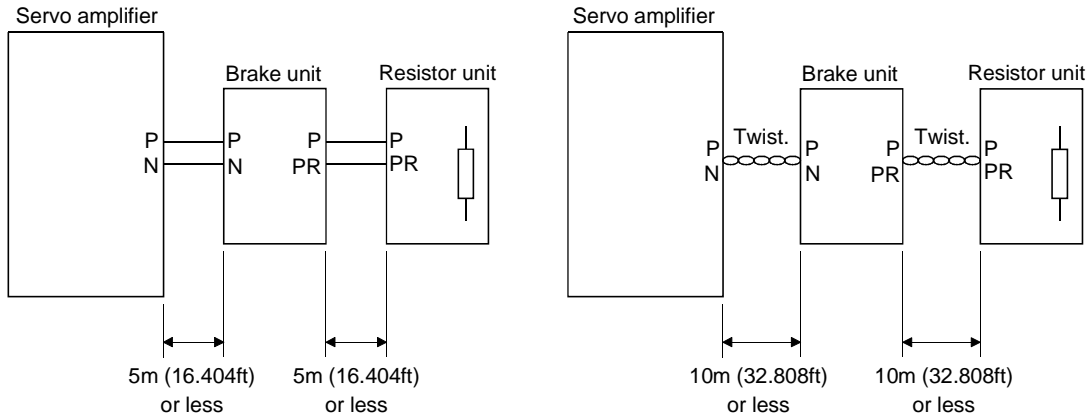 Servo amplifier
Brake unit
Resistor unit
P
N
P
N
P
PR
P
PR
5m (16.404ft)
or less
5m (16.404ft)
or less
Servo amplifier
Brake unit
Resistor unit
Twist.
Twist.
P
N
P
N
P
PR
P
PR
10m (32.808ft)
or less
10m (32.808ft)
or less